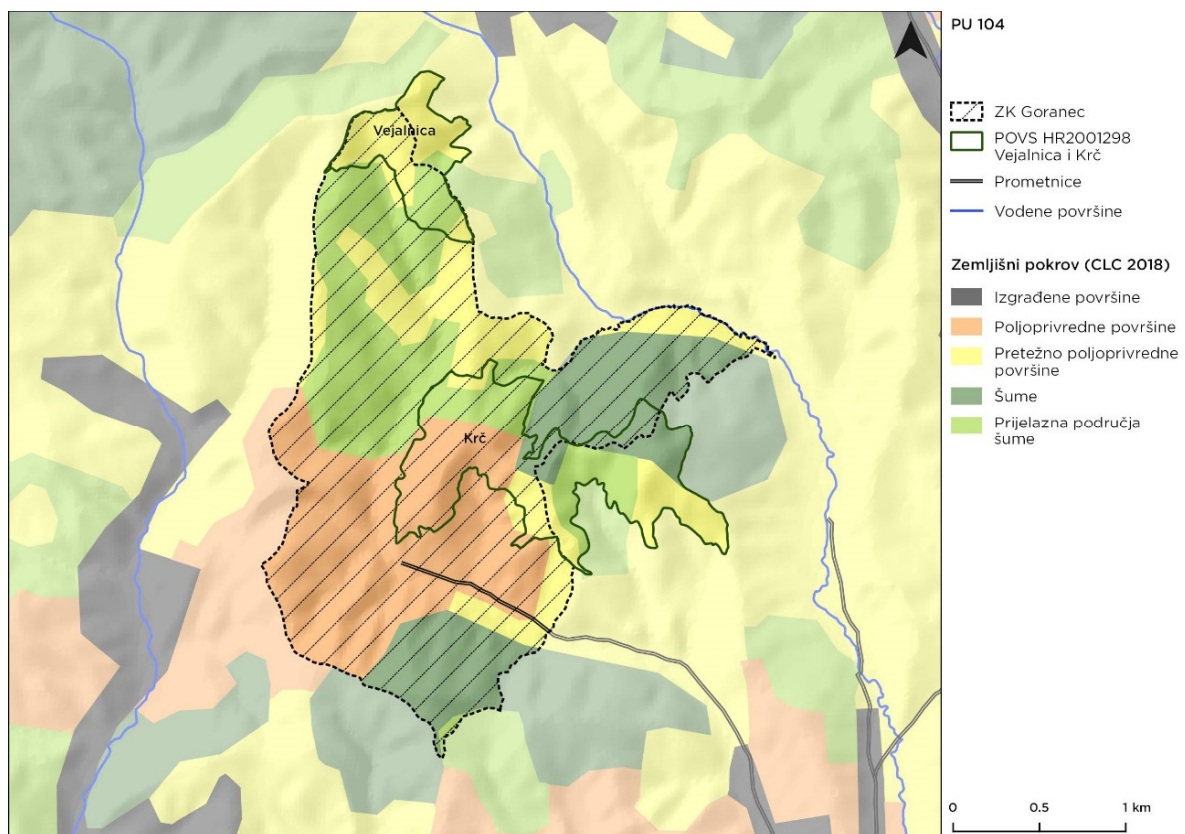 PU 104
ZK Goranec
POVS HR2001298
Vejalnica i Krč
Prometnice
Vodene površine
Zemljišni pokrov (CLC 2018)
Izgrađene površine
Poljoprivredne površine
Pretežno poljoprivredne
površine
Šume
Prijelazna područja
šume
Vejalnica
Krč
0 0.5 1 km